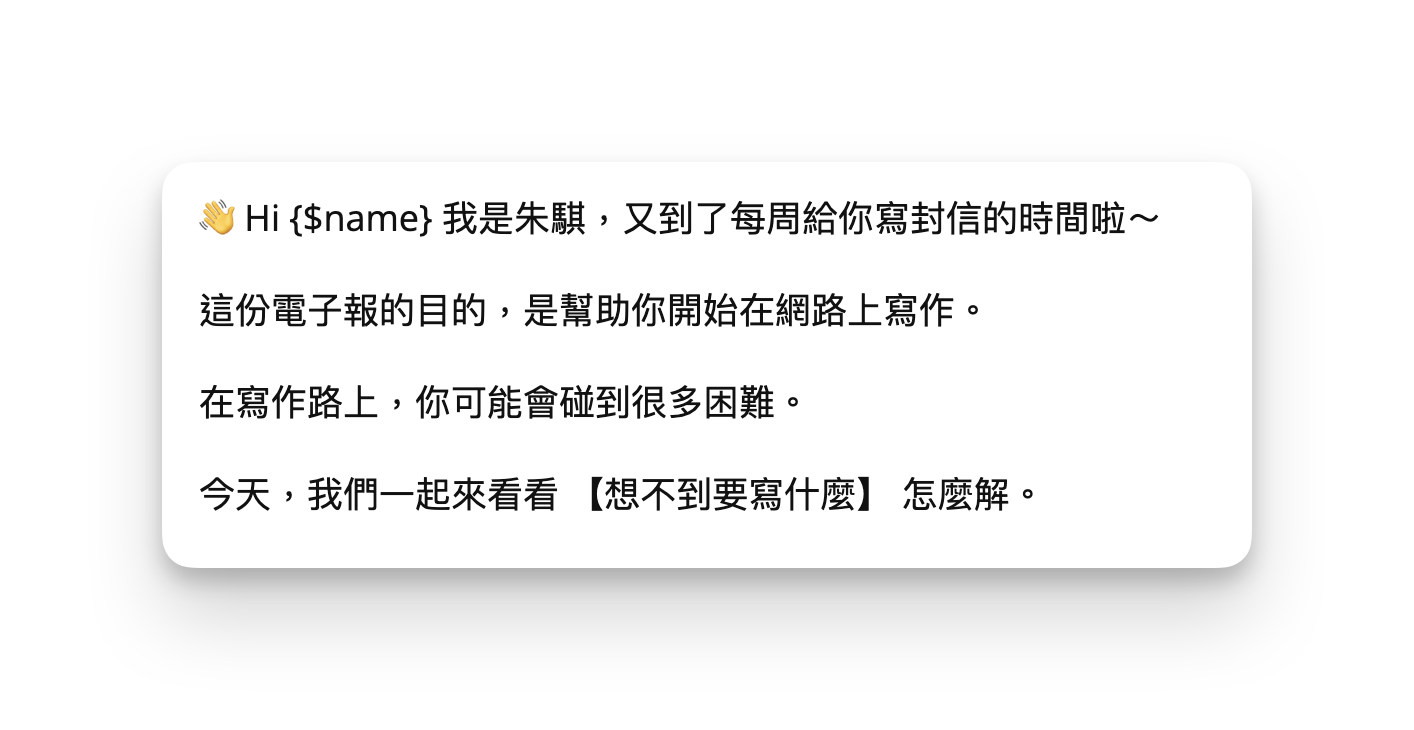 👋 Hi {$name} 我是朱騏，又到了每周給你寫封信的時間啦～
這份電子報的目的，是幫助你開始在網路上寫作。
在寫作路上，你可能會碰到很多困難。
今天，我們一起來看看 【想不到要寫什麼】 怎麼解。